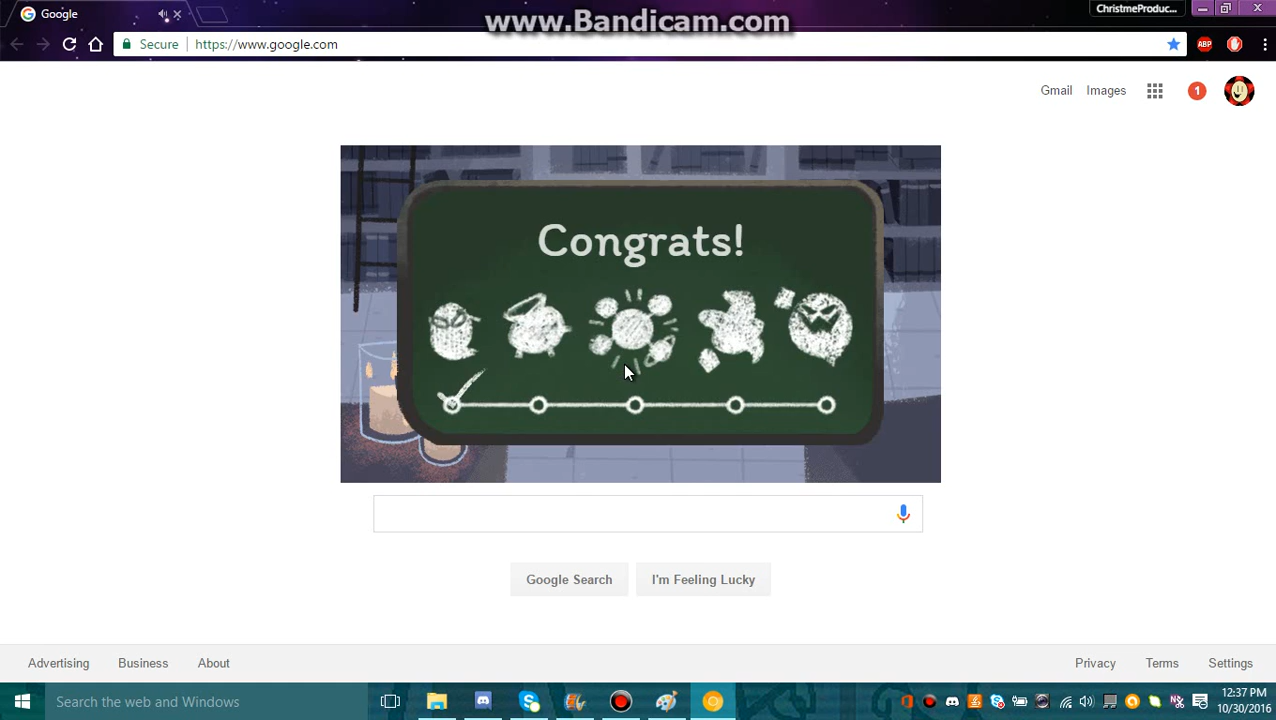 www.Bandicam.com
Google
ChristmeProduc...
Secure
https://www.google.com
ABP
Gmail
Images
1
Congrats!
Google Search
I'm Feeling Lucky
Advertising
Business
About
Privacy
Terms
Settings
Search the web and Windows
12:37 PM
10/30/2016